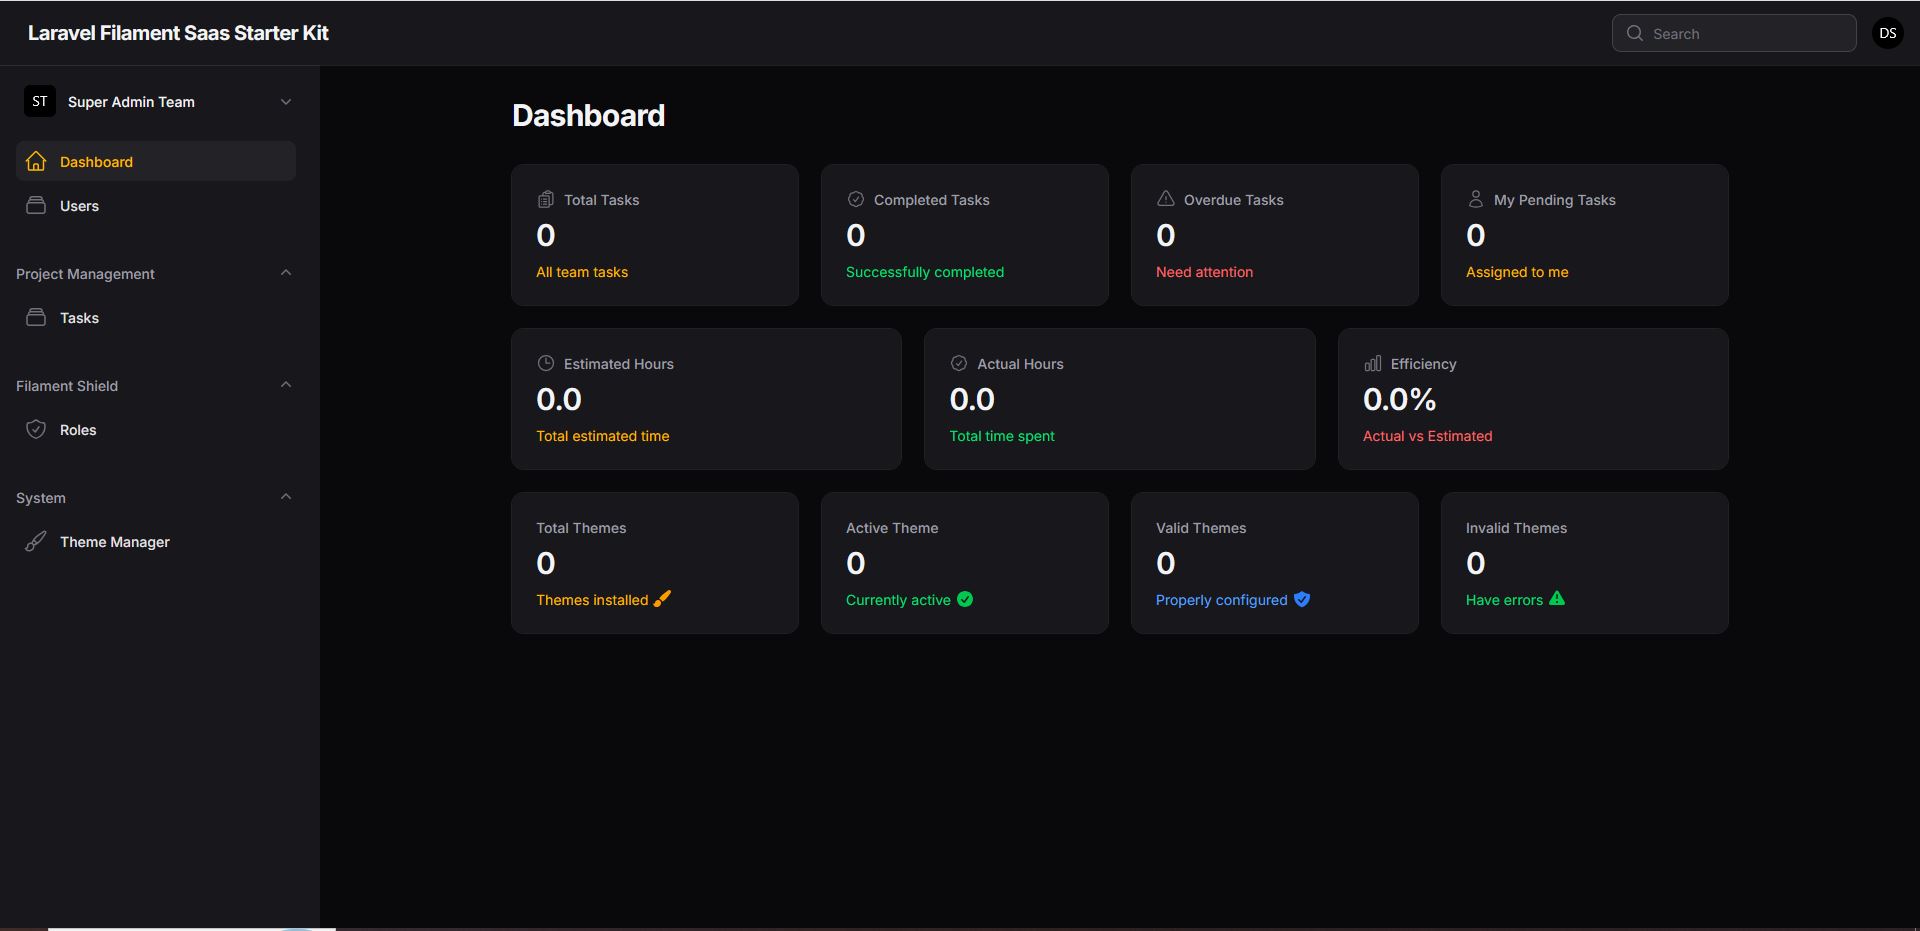 Laravel Filament Saas Starter Kit
Search
DS
ST
Super Admin Team
Dashboard
Users
Project Management
Tasks
Filament Shield
Roles
System
Theme Manager
Dashboard
Total Tasks
0
All team tasks
Completed Tasks
0
Successfully completed
Overdue Tasks
0
Need attention
My Pending Tasks
0
Assigned to me
Estimated Hours
0.0
Total estimated time
Actual Hours
0.0
Total time spent
Efficiency
0.0%
Actual vs Estimated
Total Themes
0
Themes installed
Active Theme
0
Currently active
Valid Themes
0
Properly configured
Invalid Themes
0
Have errors